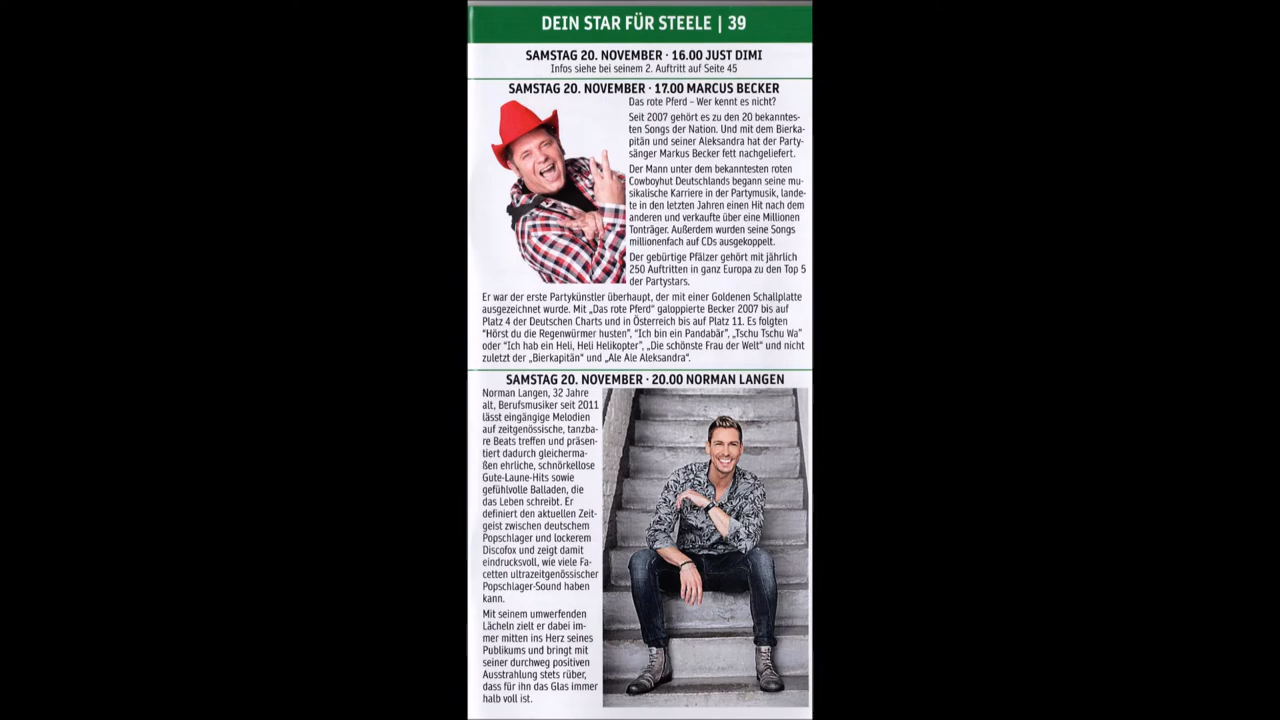 DEIN STAR FÜR STEELE | 39
SAMSTAG 20. NOVEMBER · 16.00 JUST DIMI
Infos siehe bei seinem 2. Auftritt auf Seite 45
SAMSTAG 20. NOVEMBER · 17.00 MARCUS BECKER
Das rote Pferd – Wer kennt es nicht?
Seit 2007 gehört es zu den 20 bekanntes-
ten Songs der Nation. Und mit dem Bierka-
pitän und seiner Aleksandra hat der Party-
sänger Markus Becker fett nachgeliefert.
Der Mann unter dem bekanntesten roten
Cowboyhut Deutschlands begann seine mu-
sikalische Karriere in der Partymusik, lande-
te in den letzten Jahren einen Hit nach dem
anderen und verkaufte über eine Millionen
Tonträger. Außerdem wurden seine Songs
millionenfach auf CDs ausgekoppelt.
Der gebürtige Pfälzer gehört mit jährlich
250 Auftritten in ganz Europa zu den Top 5
der Partystars.
Er war der erste Partykünstler überhaupt, der mit einer Goldenen Schallplatte
ausgezeichnet wurde. Mit „Das rote Pferd“ galoppierte Becker 2007 bis auf
Platz 4 der Deutschen Charts und in Österreich bis auf Platz 11. Es folgten
“Hörst du die Regenwürmer husten”, “Ich bin ein Pandabär”, „Tschu Tschu Wa”
oder “Ich hab ein Heli, Heli Helikopter”, „Die schönste Frau der Welt“ und nicht
zuletzt der „Bierkapitän“ und „Ale Ale Aleksandra“.
SAMSTAG 20. NOVEMBER · 20.00 NORMAN LANGEN
Norman Langen, 32 Jahre
alt, Berufsmusiker seit 2011
lässt eingängige Melodien
auf zeitgenössische, tanzba-
re Beats treffen und präsen-
tiert dadurch gleicherma-
ßen ehrliche, schnörkellose
Gute-Laune-Hits sowie
gefühlvolle Balladen, die
das Leben schreibt. Er
definiert den aktuellen Zeit-
geist zwischen deutschem
Popschlager und lockerem
Discofox und zeigt damit
eindrucksvoll, wie viele Fa-
cetten ultrazeitgenössischer
Popschlager-Sound haben
kann.
Mit seinem umwerfenden
Lächeln zielt er dabei im-
mer mitten ins Herz seines
Publikums und bringt mit
seiner durchweg positiven
Ausstrahlung stets rüber,
dass für ihn das Glas immer
halb voll ist.